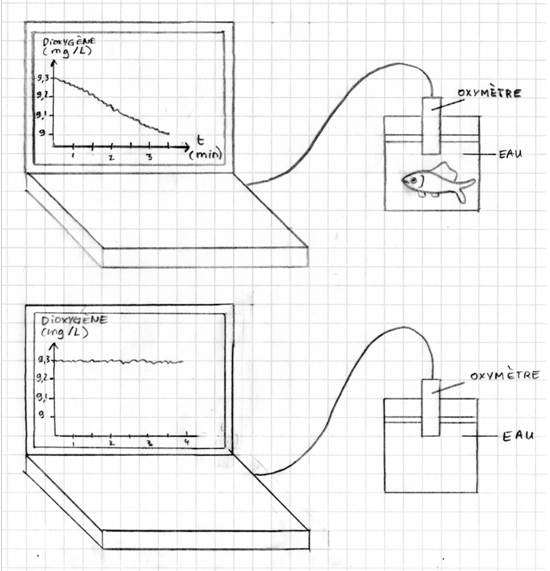 DiOXYGÈNE
(mg/L)
9,3
9,2
9,1
9
1 2 3
t
(min)
OXYMÈTRE
EAU
DiOXYGÈNE
(mg/L)
9,3
9,2
9,1
9
1 2 3 4
OXYMÈTRE
EAU